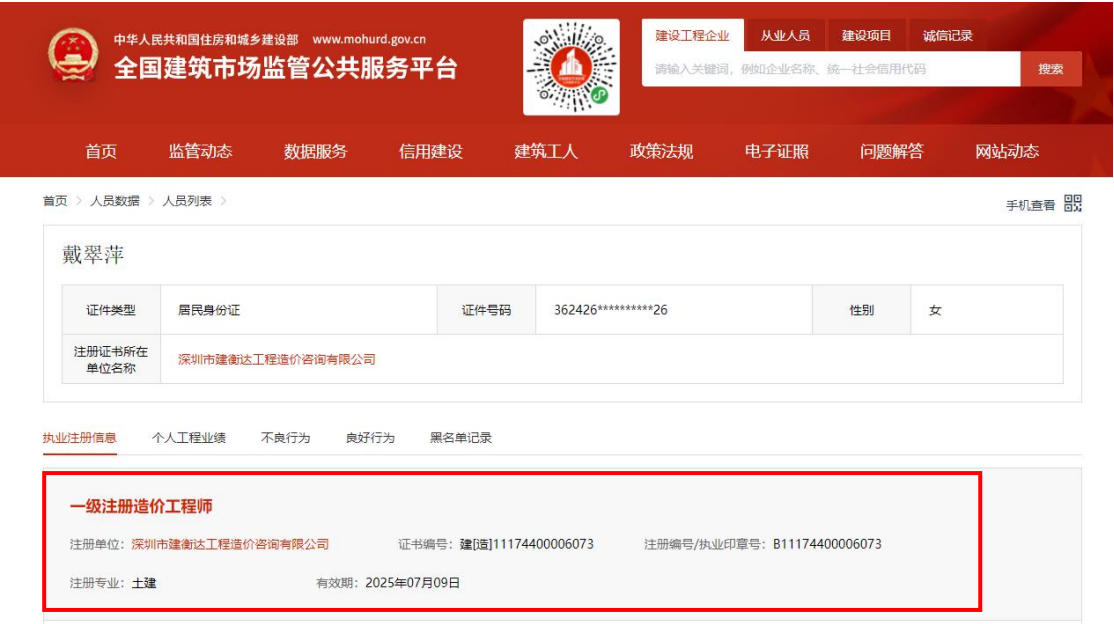 中华人民共和国住房和城乡建设部 www.mohurd.gov.cn
全国建筑市场监管公共服务平台
建设工程企业 从业人员 建设项目 诚信记录
请输入关键词，例如企业名称、统一社会信用代码 搜索
首页 监管动态 数据服务 信用建设 建筑工人 政策法规 电子证照 问题解答 网站动态
首页 > 人员数据 > 人员列表 >
手机查看
戴翠萍
证件类型 居民身份证 证件号码 362426**********26 性别 女
注册证书所在
单位名称
深圳市建衡达工程造价咨询有限公司
执业注册信息 个人工程业绩 不良行为 良好行为 黑名单记录
一级注册造价工程师
注册单位：深圳市建衡达工程造价咨询有限公司 证书编号：建[造]11174400006073 注册编号/执业印章号：B11174400006073
注册专业：土建 有效期：2025年07月09日